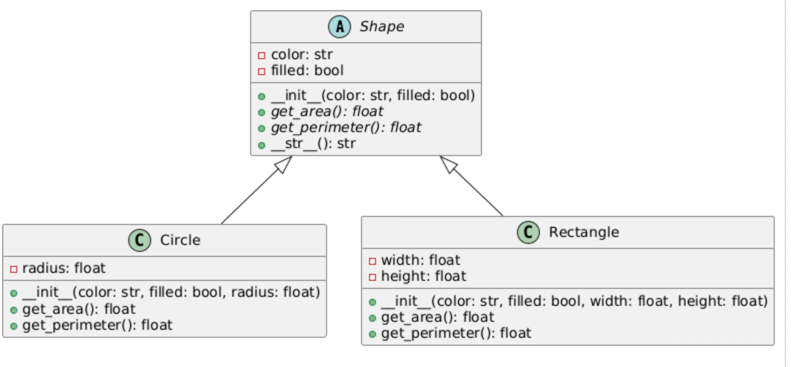 A Shape
color: str
filled: bool
__init__(color: str, filled: bool)
get_area(): float
get_perimeter(): float
__str__(): str
C Circle
radius: float
__init__(color: str, filled: bool, radius: float)
get_area(): float
get_perimeter(): float
C Rectangle
width: float
height: float
__init__(color: str, filled: bool, width: float, height: float)
get_area(): float
get_perimeter(): float